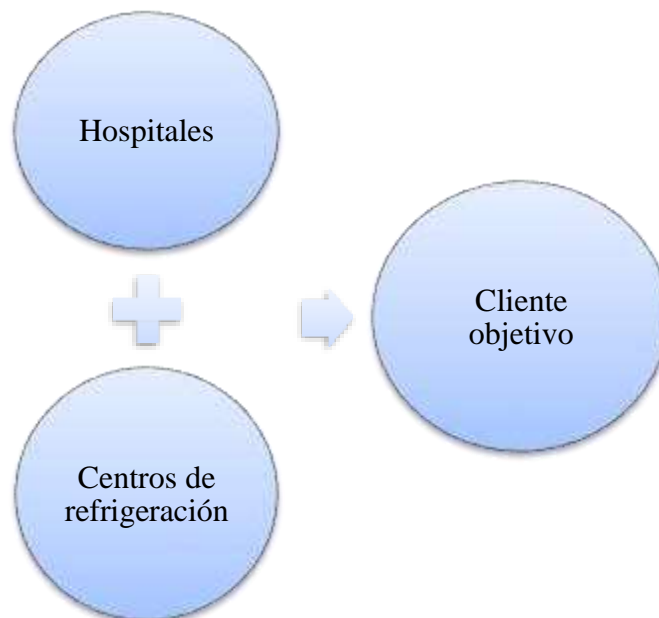 Hospitales
Cliente
objetivo
Centros de
refrigeración